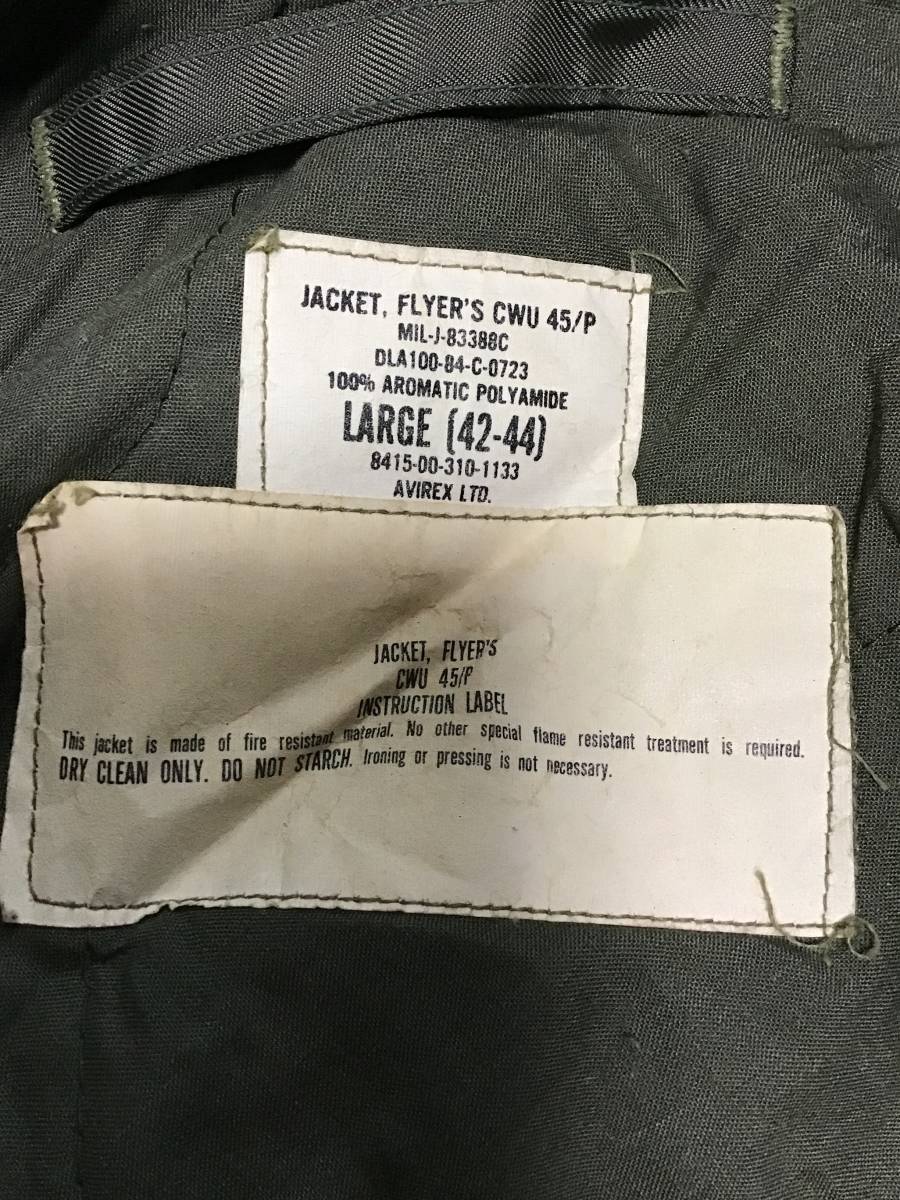 JACKET, FLYER'S CWU 45/P
MIL-J-83388C
DLA100-84-C-0723
100% AROMATIC POLYAMIDE
LARGE (42-44)
8415-00-310-1133
AVIREX LTD.
JACKET, FLYER'S
CWU 45/P
INSTRUCTION LABEL
This jacket is made of fire resistant material. No other special flame resistant treatment is required.
DRY CLEAN ONLY. DO NOT STARCH. Ironing or pressing is not necessary.